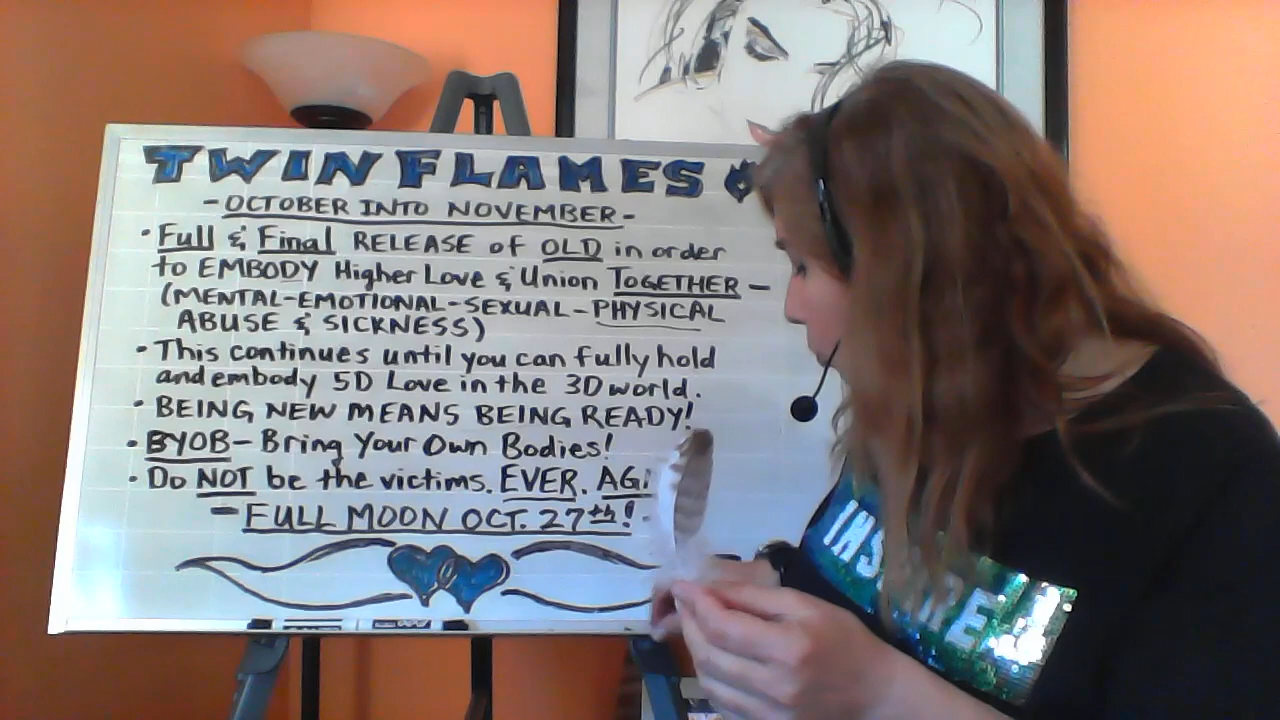 TWIN FLAMES
- OCTOBER INTO NOVEMBER -
• Full & Final RELEASE of OLD in order
to EMBODY Higher Love & Union TOGETHER -
(MENTAL-EMOTIONAL-SEXUAL-PHYSICAL
ABUSE & SICKNESS)
• This continues until you can fully hold
and embody 5D Love in the 3D world.
• BEING NEW MEANS BEING READY!
• BYOB - Bring Your Own Bodies!
• Do NOT be the victims. EVER.
- FULL MOON OCT. 27th!